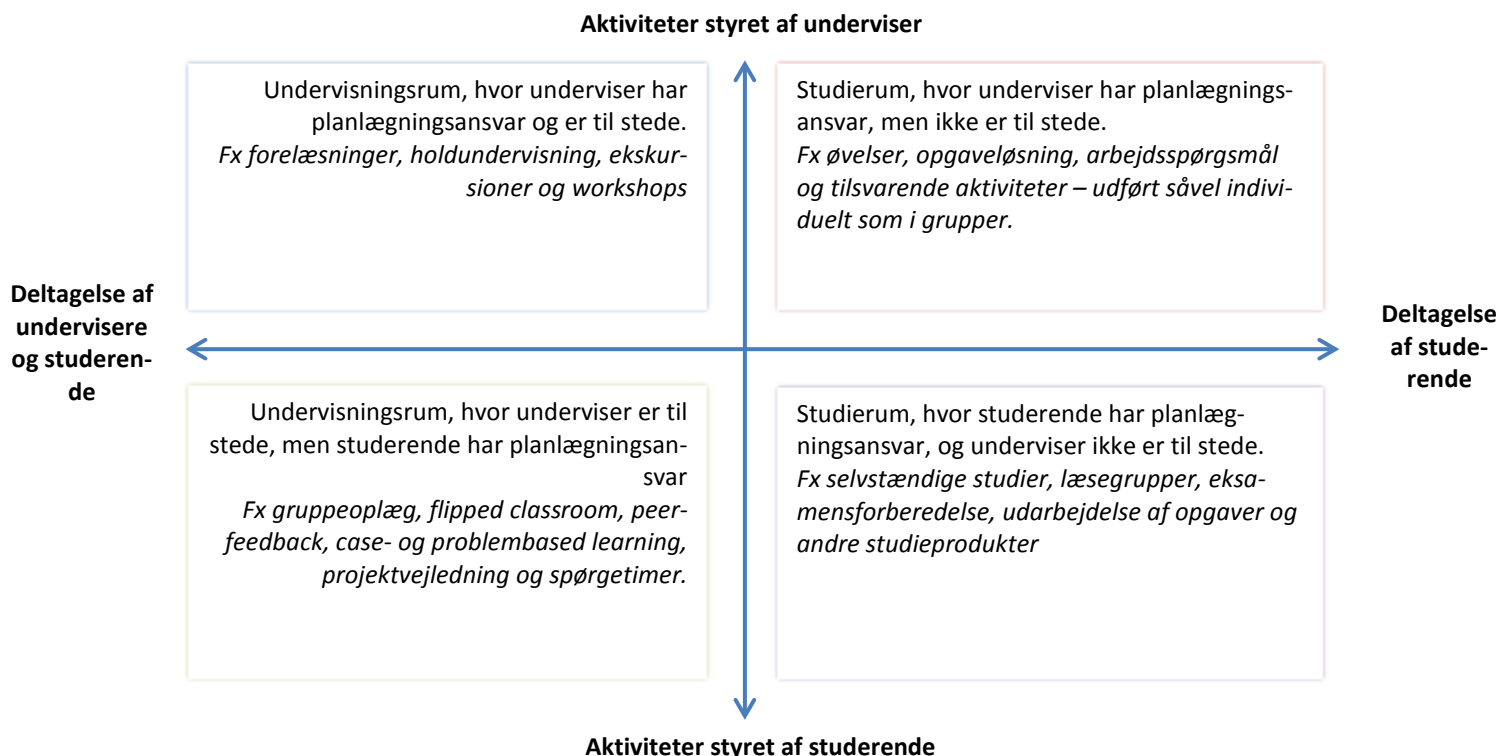 Aktiviteter styret af underviser
Undervisningsrum, hvor underviser har
planlægningsansvar og er til stede.
Fx forelæsninger, holdundervisning, ekskur-
sioner og workshops
Studierum, hvor underviser har planlægnings-
ansvar, men ikke er til stede.
Fx øvelser, opgaveløsning, arbejdsspørgsmål
og tilsvarende aktiviteter – udført såvel indivi-
duelt som i grupper.
Deltagelse af
undervisere
og studeren-
de
Deltagelse
af stude-
rende
Undervisningsrum, hvor underviser er til
stede, men studerende har planlægningsan-
svar
Fx gruppeoplæg, flipped classroom, peer-
feedback, case- og problembased learning,
projektvejledning og spørgetimer.
Studierum, hvor studerende har planlæg-
ningsansvar, og underviser ikke er til stede.
Fx selvstændige studier, læsegrupper, eksa-
mensforberedelse, udarbejdelse af opgaver og
andre studieprodukter
Aktiviteter styret af studerende